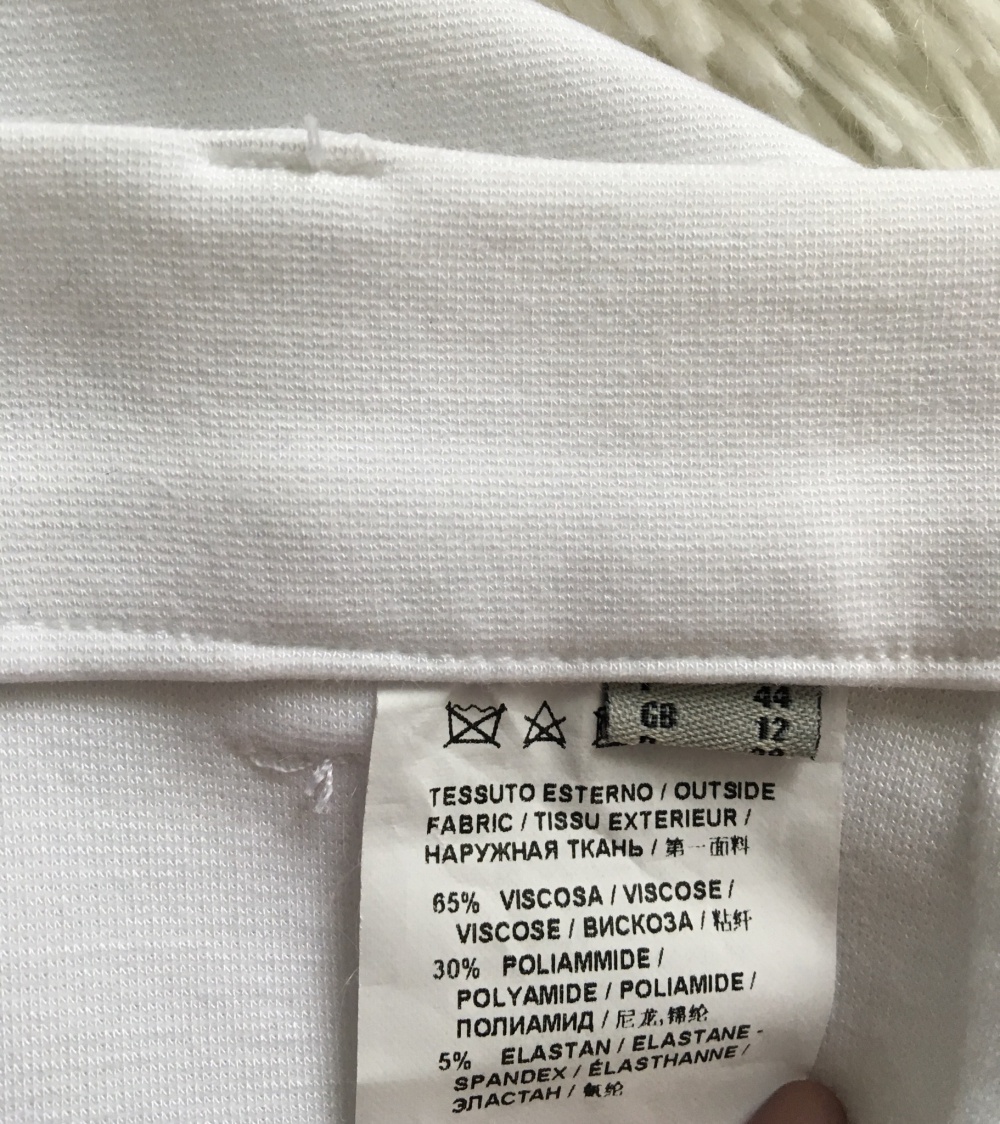 44
GB 12
TESSUTO ESTERNO / OUTSIDE
FABRIC / TISSU EXTERIEUR /
НАРУЖНАЯ ТКАНЬ / 第一面料
65% VISCOSA / VISCOSE /
VISCOSE / ВИСКОЗА / 粘纤
30% POLIAMMIDE /
POLYAMIDE / POLIAMIDE /
ПОЛИАМИД / 尼龙,锦纶
5% ELASTAN / ELASTANE -
SPANDEX / ÉLASTHANNE /
ЭЛАСТАН / 氨纶